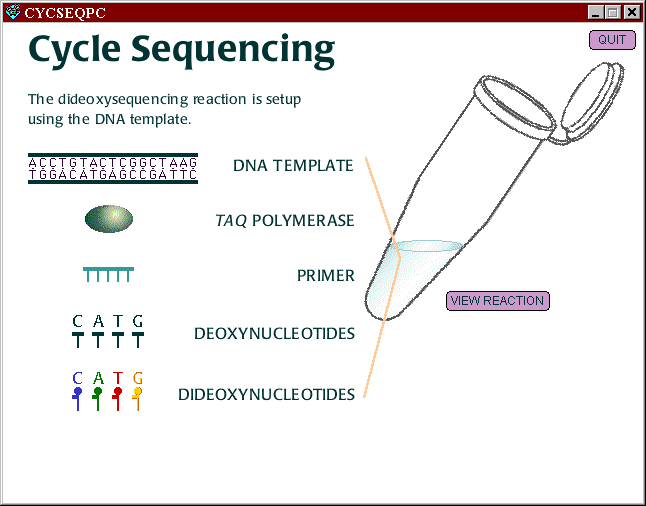 CYCSEQPC
QUIT
Cycle Sequencing
The dideoxysequencing reaction is setup
using the DNA template.
ACCTGTACTCGGCTAAG
TGGACATGAGCCGATTC
DNA TEMPLATE
TAQ POLYMERASE
PRIMER
VIEW REACTION
C A T G
DEOXYNUCLEOTIDES
C A T G
DIDEOXYNUCLEOTIDES